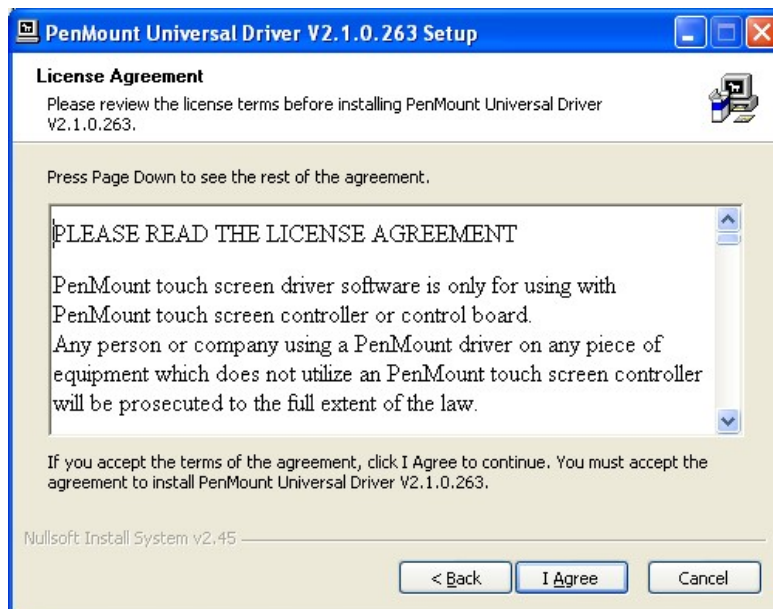 PenMount Universal Driver V2.1.0.263 Setup
License Agreement
Please review the license terms before installing PenMount Universal Driver
V2.1.0.263.
Press Page Down to see the rest of the agreement.
PLEASE READ THE LICENSE AGREEMENT
PenMount touch screen driver software is only for using with
PenMount touch screen controller or control board.
Any person or company using a PenMount driver on any piece of
equipment which does not utilize an PenMount touch screen controller
will be prosecuted to the full extent of the law.
If you accept the terms of the agreement, click I Agree to continue. You must accept the
agreement to install PenMount Universal Driver V2.1.0.263.
Nullsoft Install System v2.45
< Back
I Agree
Cancel